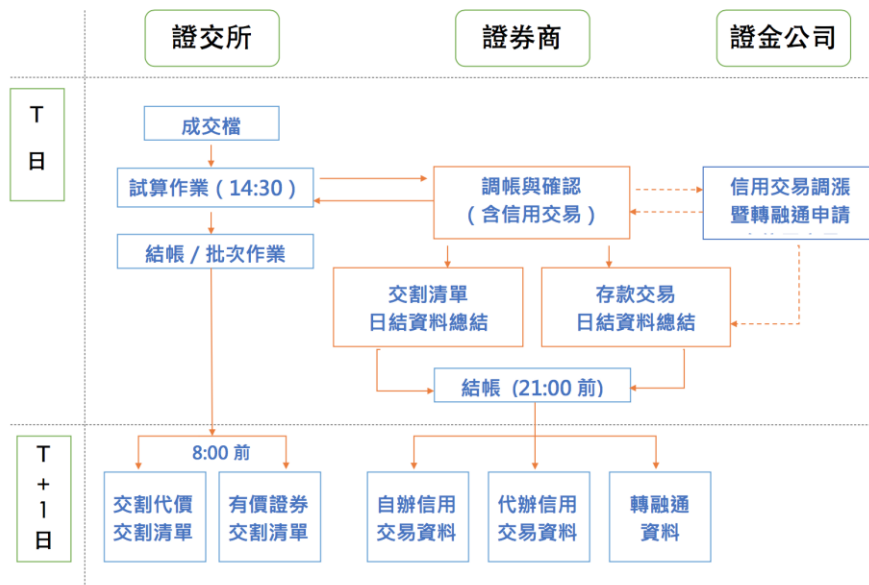 證交所
證券商
證金公司
T
日
成交檔
試算作業（14:30）
調帳與確認
（含信用交易）
信用交易調漲
暨轉融通申請
結帳 / 批次作業
交割清單
日結資料總結
存款交易
日結資料總結
結帳 (21:00 前)
T
+
1
日
8:00 前
交割代價
交割清單
有價證券
交割清單
自辦信用
交易資料
代辦信用
交易資料
轉融通
資料